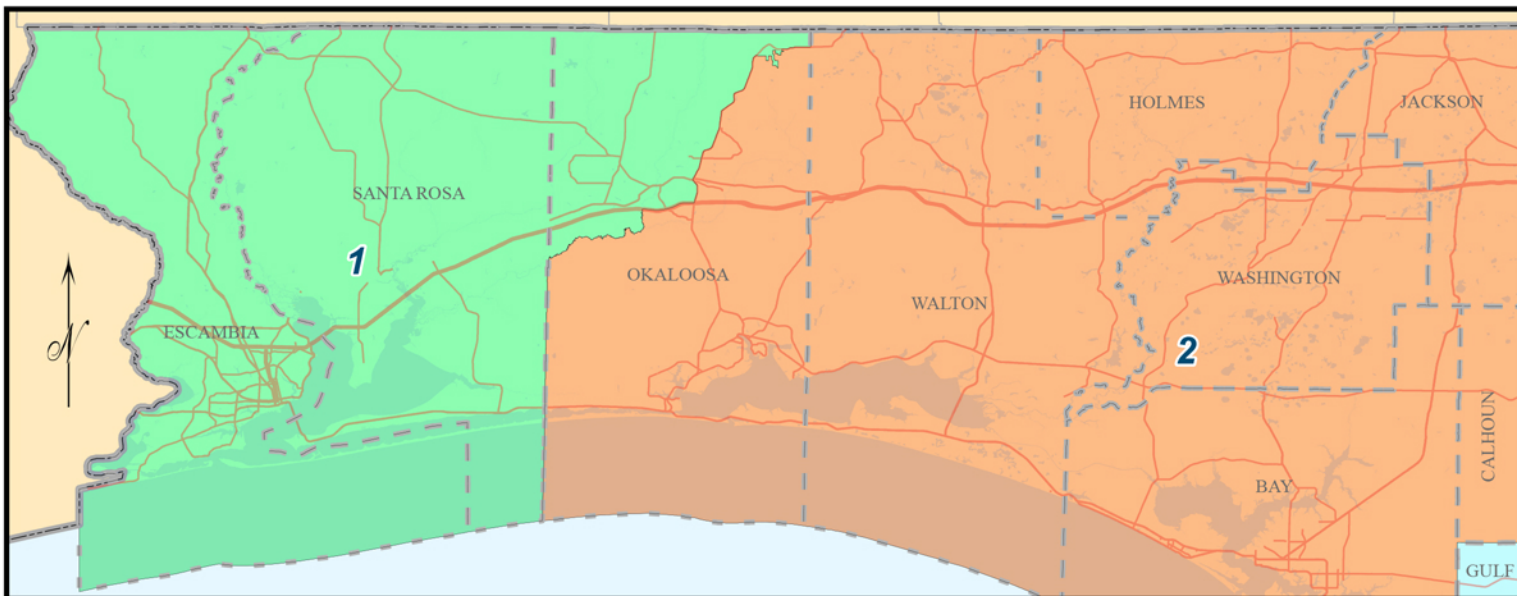 HOLMES
JACKSON
SANTA ROSA
1
OKALOOSA
WASHINGTON
WALTON
ESCAMBIA
N
2
CALHOUN
BAY
GULF